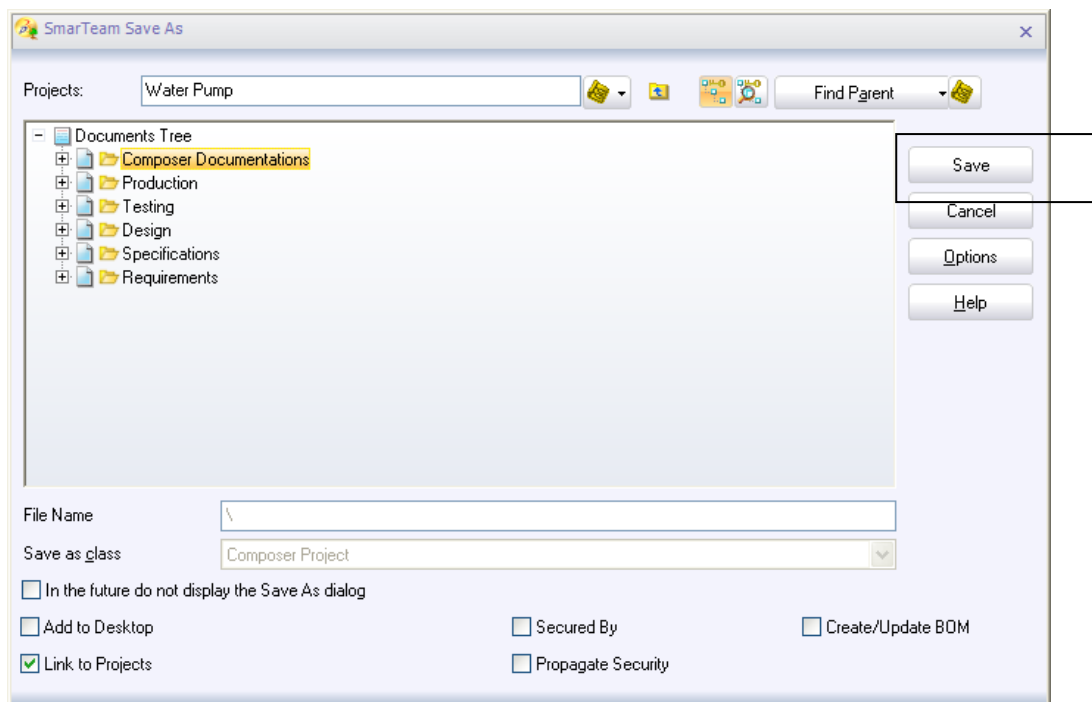 SmarTeam Save As
Projects: Water Pump Find Parent
Documents Tree
Composer Documentations
Production
Testing
Design
Specifications
Requirements
Save
Cancel
Options
Help
File Name \
Save as class Composer Project
In the future do not display the Save As dialog
Add to Desktop Secured By Create/Update BOM
Link to Projects Propagate Security